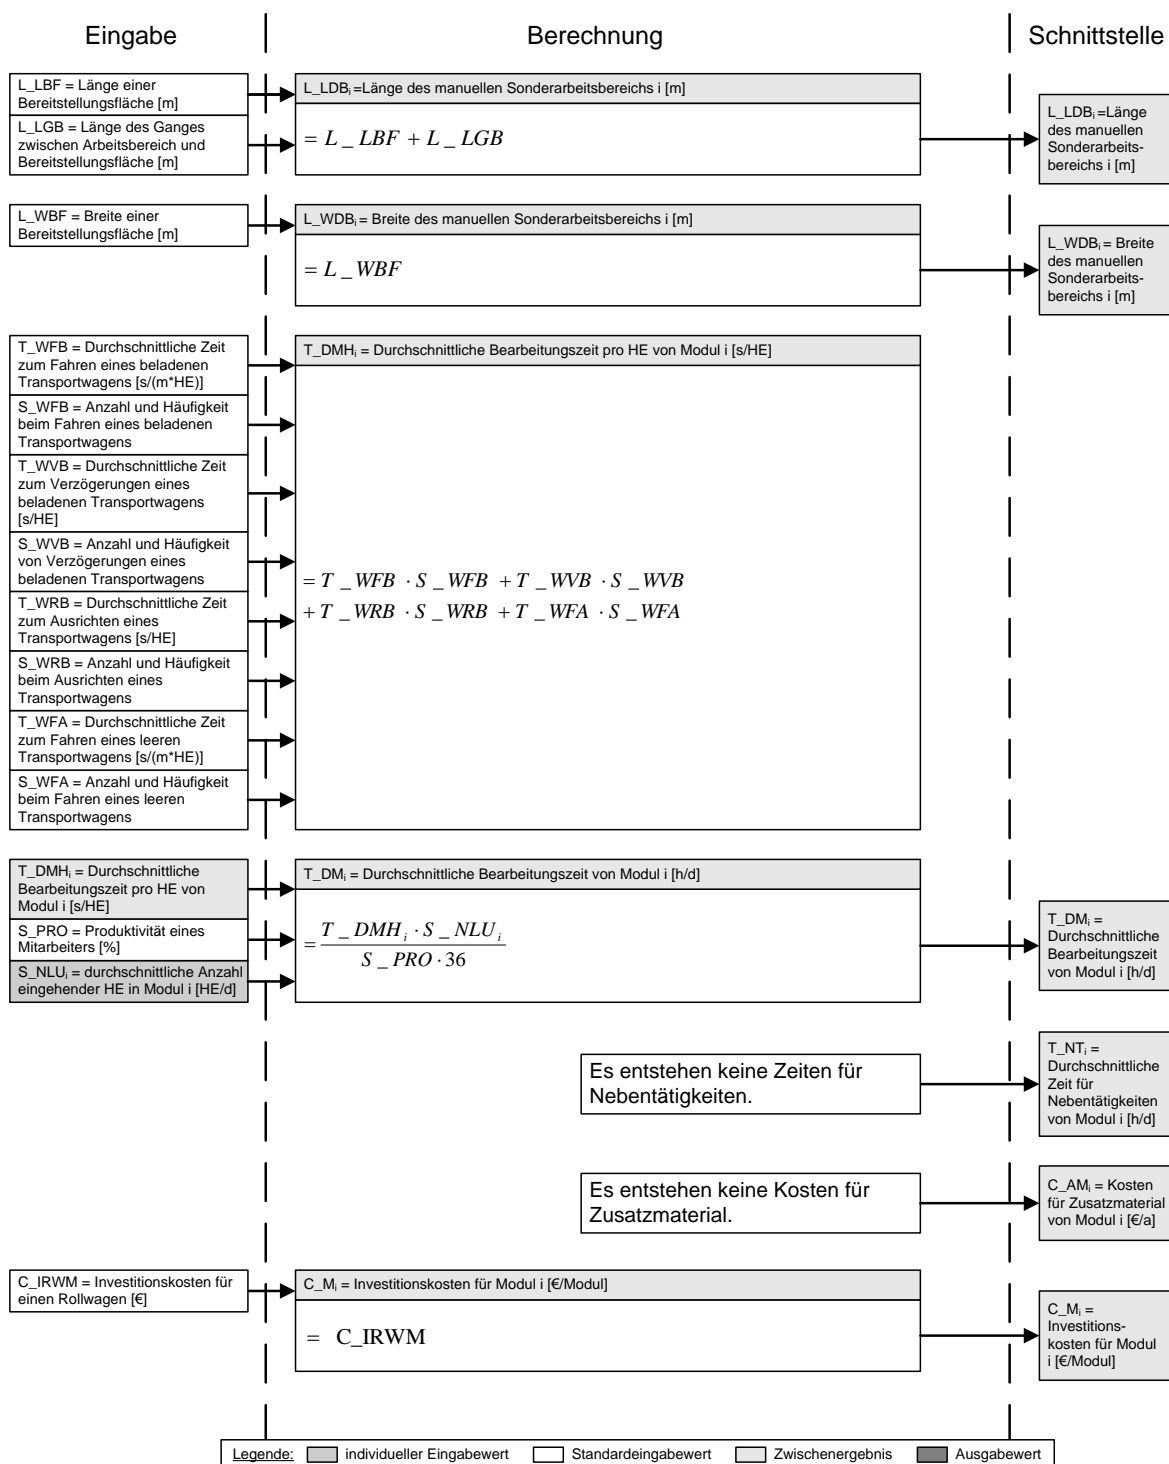 Eingabe
Berechnung
Schnittstelle
L_LBF = Länge einer
Bereitstellungsfläche [m]
L_LGB = Länge des Ganges
zwischen Arbeitsbereich und
Bereitstellungsfläche [m]
L_LDBi =Länge des manuellen Sonderarbeitsbereichs i [m]
= L _ LBF + L _ LGB
L_LDBi =Länge
des manuellen
Sonderarbeits-
bereichs i [m]
L_WBF = Breite einer
Bereitstellungsfläche [m]
L_WDBi = Breite des manuellen Sonderarbeitsbereichs i [m]
= L _ WBF
L_WDBi = Breite
des manuellen
Sonderarbeits-
bereichs i [m]
T_WFB = Durchschnittliche Zeit
zum Fahren eines beladenen
Transportwagens [s/(m*HE)]
S_WFB = Anzahl und Häufigkeit
beim Fahren eines beladenen
Transportwagens
T_WVB = Durchschnittliche Zeit
zum Verzögerungen eines
beladenen Transportwagens
[s/HE]
S_WVB = Anzahl und Häufigkeit
von Verzögerungen eines
beladenen Transportwagens
T_WRB = Durchschnittliche Zeit
zum Ausrichten eines
Transportwagens [s/HE]
S_WRB = Anzahl und Häufigkeit
beim Ausrichten eines
Transportwagens
T_WFA = Durchschnittliche Zeit
zum Fahren eines leeren
Transportwagens [s/(m*HE)]
S_WFA = Anzahl und Häufigkeit
beim Fahren eines leeren
Transportwagens
T_DMHi = Durchschnittliche Bearbeitungszeit pro HE von Modul i [s/HE]
= T _ WFB · S _ WFB + T _ WVB · S _ WVB
+ T _ WRB · S _ WRB + T _ WFA · S _ WFA
T_DMHi = Durchschnittliche
Bearbeitungszeit pro HE von
Modul i [s/HE]
S_PRO = Produktivität eines
Mitarbeiters [%]
S_NLUi = durchschnittliche Anzahl
eingehender HE in Modul i [HE/d]
T_DMi = Durchschnittliche Bearbeitungszeit von Modul i [h/d]
= T _ DMH i · S _ NLU i
S _ PRO · 36
T_DMi =
Durchschnittliche
Bearbeitungszeit
von Modul i [h/d]
Es entstehen keine Zeiten für
Nebentätigkeiten.
T_NTi =
Durchschnittliche
Zeit für
Nebentätigkeiten
von Modul i [h/d]
Es entstehen keine Kosten für
Zusatzmaterial.
C_AMi = Kosten
für Zusatzmaterial
von Modul i [€/a]
C_IRWM = Investitionskosten für
einen Rollwagen [€]
C_Mi = Investitionskosten für Modul i [€/Modul]
= C_IRWM
C_Mi =
Investitions-
kosten für Modul
i [€/Modul]
Legende: individueller Eingabewert Standardeingabewert Zwischenergebnis Ausgabewert